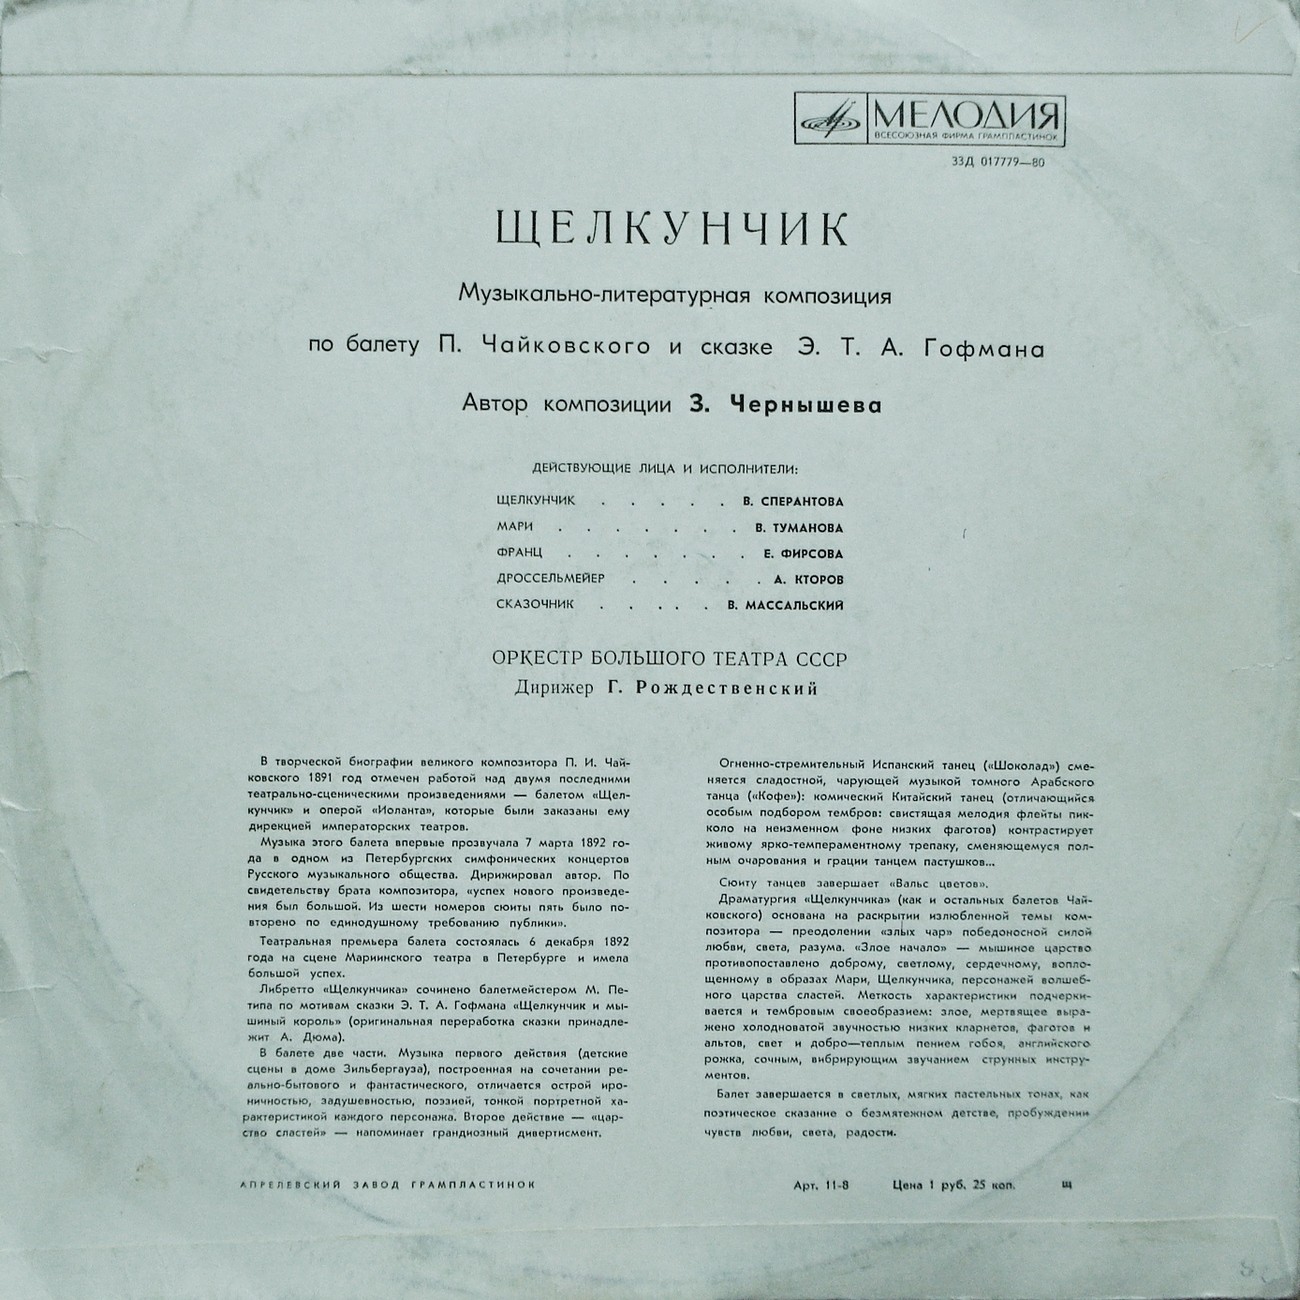 МЕЛОДИЯ
ВСЕСОЮЗНАЯ ФИРМА ГРАМПЛАСТИНОК
33Д 017779—80
ЩЕЛКУНЧИК
Музыкально-литературная композиция
по балету П. Чайковского и сказке Э. Т. А. Гофмана
Автор композиции З. Чернышева
ДЕЙСТВУЮЩИЕ ЛИЦА И ИСПОЛНИТЕЛИ:
ЩЕЛКУНЧИК . . . . . В. СПЕРАНТОВА
МАРИ . . . . . . . В. ТУМАНОВА
ФРАНЦ . . . . . . . Е. ФИРСОВА
ДРОССЕЛЬМЕЙЕР . . . . . А. КТОРОВ
СКАЗОЧНИК . . . . . В. МАССАЛЬСКИЙ
ОРКЕСТР БОЛЬШОГО ТЕАТРА СССР
Дирижер Г. Рождественский
В творческой биографии великого композитора П. И. Чай-
ковского 1891 год отмечен работой над двумя последними
театрально-сценическими произведениями — балетом «Щел-
кунчик» и оперой «Иоланта», которые были заказаны ему
дирекцией императорских театров.
Музыка этого балета впервые прозвучала 7 марта 1892 го-
да в одном из Петербургских симфонических концертов
Русского музыкального общества. Дирижировал автор. По
свидетельству брата композитора, «успех нового произведе-
ния был большой. Из шести номеров сюиты пять было по-
вторено по единодушному требованию публики».
Театральная премьера балета состоялась 6 декабря 1892
года на сцене Мариинского театра в Петербурге и имела
большой успех.
Либретто «Щелкунчика» сочинено балетмейстером М. Пе-
типа по мотивам сказки Э. Т. А. Гофмана «Щелкунчик и мы-
шиный король» (оригинальная переработка сказки принадле-
жит А. Дюма).
В балете две части. Музыка первого действия (детские
сцены в доме Зильбергауза), построенная на сочетании ре-
ально-бытового и фантастического, отличается острой иро-
ничностью, задушевностью, поэзией, тонкой портретной ха-
рактеристикой каждого персонажа. Второе действие — «цар-
ство сластей» — напоминает грандиозный дивертисмент.
Огненно-стремительный Испанский танец («Шоколад») сме-
няется сладостной, чарующей музыкой томного Арабского
танца («Кофе»): комический Китайский танец (отличающийся
особым подбором тембров: свистящая мелодия флейты пик-
коло на неизменном фоне низких фаготов) контрастирует
живому ярко-темпераментному трепаку, сменяющемуся пол-
ным очарования и грации танцем пастушков...
Сюиту танцев завершает «Вальс цветов».
Драматургия «Щелкунчика» (как и остальных балетов Чай-
ковского) основана на раскрытии излюбленной темы ком-
позитора — преодолении «злых чар» победоносной силой
любви, света, разума. «Злое начало» — мышиное царство
противопоставлено доброму, светлому, сердечному, вопло-
щенному в образах Мари, Щелкунчика, персонажей волшеб-
ного царства сластей. Меткость характеристики подчерки-
вается и тембровым своеобразием: злое, мертвящее выра-
жено холодноватой звучностью низких кларнетов, фаготов и
альтов, свет и добро—теплым пением гобоя, английского
рожка, сочным, вибрирующим звучанием струнных инстру-
ментов.
Балет завершается в светлых, мягких пастельных тонах, как
поэтическое сказание о безмятежном детстве, пробуждении
чувств любви, света, радости.
АПРЕЛЕВСКИЙ ЗАВОД ГРАМПЛАСТИНОК
Арт. 11-8 Цена 1 руб. 25 коп. Щ